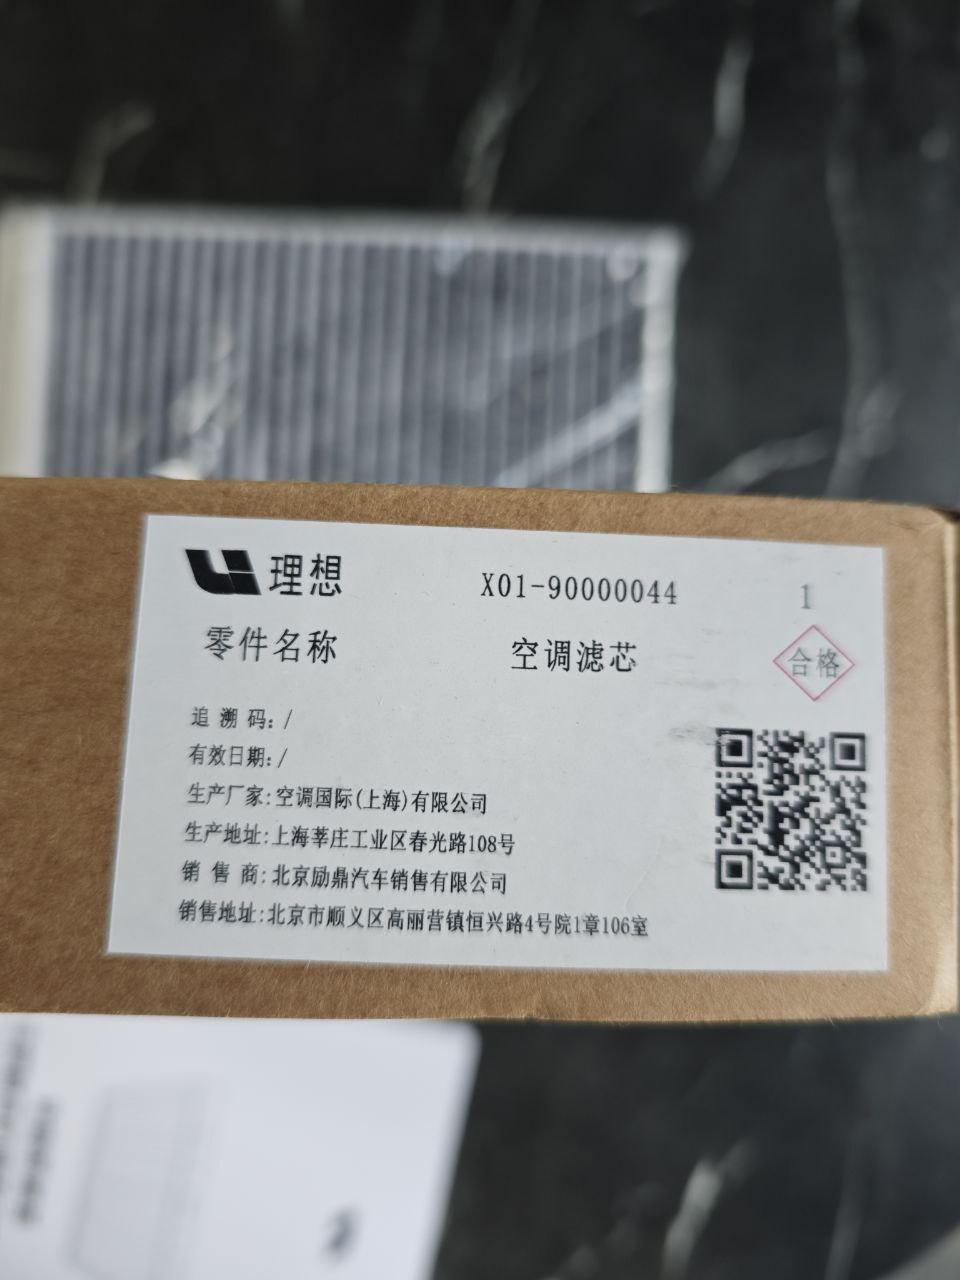 理想 X01-90000044 1
零件名称 空调滤芯 合格
追溯码: /
有效日期: /
生产厂家: 空调国际(上海)有限公司
生产地址: 上海莘庄工业区春光路108号
销售商: 北京励鼎汽车销售有限公司
销售地址: 北京市顺义区高丽营镇恒兴路4号院1章106室